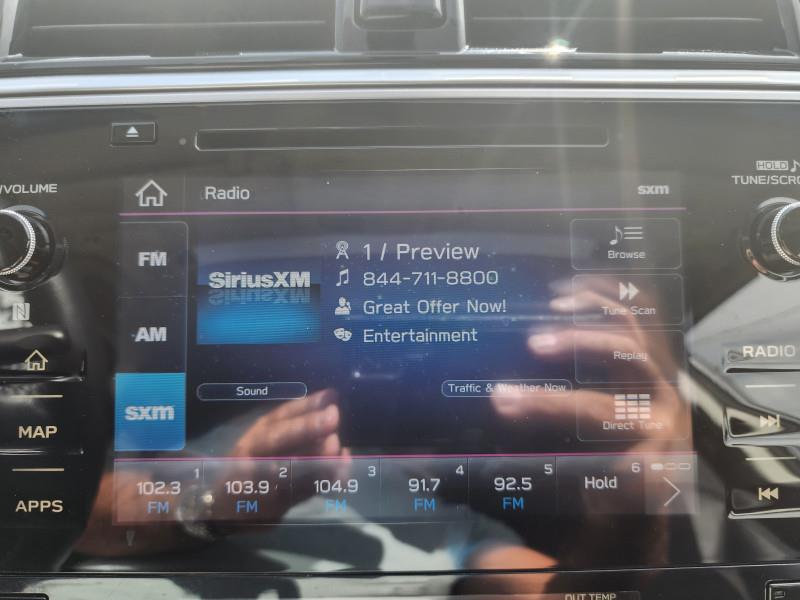 /VOLUME
HOLD
TUNE/SCRO
Radio
sxm
FM
AM
sxm
SiriusXM
1 / Preview
844-711-8800
Great Offer Now!
Entertainment
Sound
Traffic & Weather Now
Browse
Tune Scan
Replay
Direct Tune
MAP
APPS
RADIO
102.3 1
FM
103.9 2
FM
104.9 3
FM
91.7 4
FM
92.5 5
FM
Hold 6
OUT TEMP